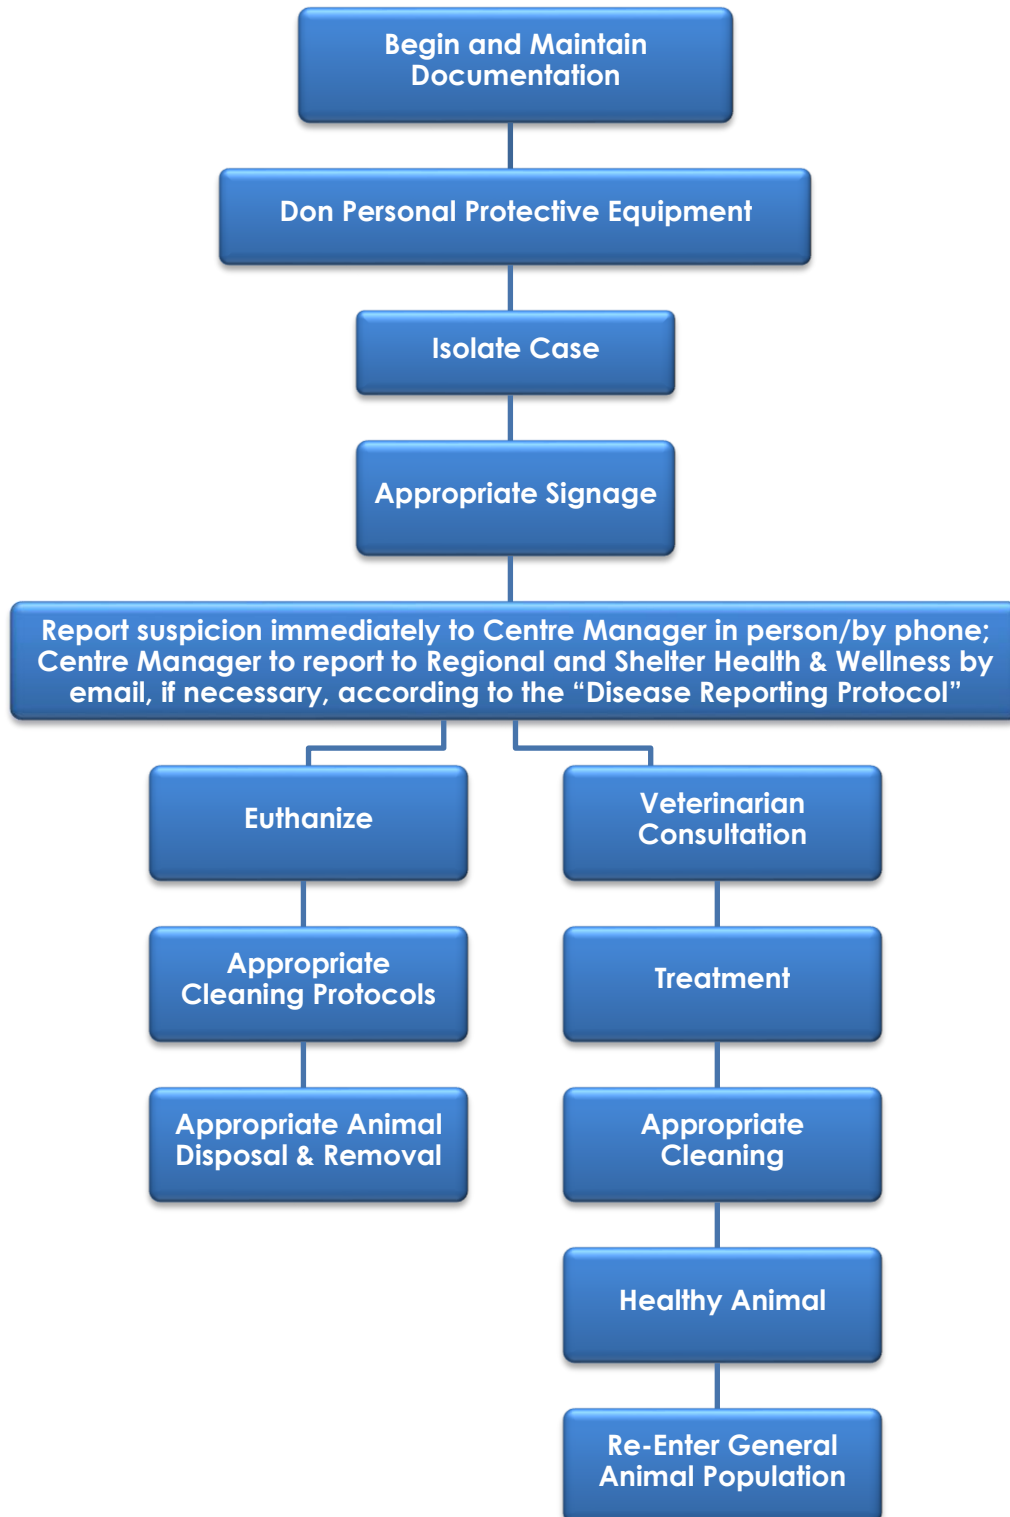 Begin and Maintain
Documentation
Don Personal Protective Equipment
Isolate Case
Appropriate Signage
Report suspicion immediately to Centre Manager in person/by phone;
Centre Manager to report to Regional and Shelter Health & Wellness by
email, if necessary, according to the “Disease Reporting Protocol”
Euthanize
Appropriate
Cleaning Protocols
Appropriate Animal
Disposal & Removal
Veterinarian
Consultation
Treatment
Appropriate
Cleaning
Healthy Animal
Re-Enter General
Animal Population